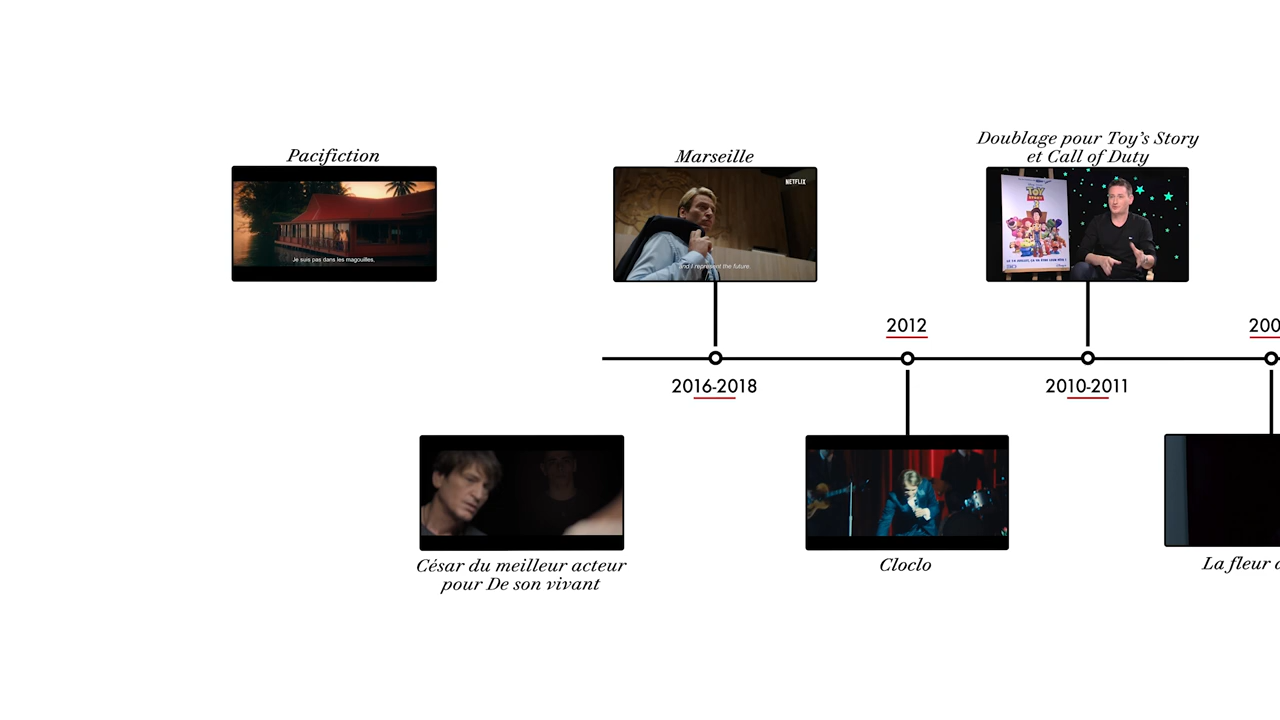 Pacifiction
Je suis pas dans les magouilles,
Marseille
NETFLIX
and I represent the future.
Doublage pour Toy's Story
et Call of Duty
TOY
2012
200
2016-2018
2010-2011
César du meilleur acteur
pour De son vivant
Cloclo
La fleur d